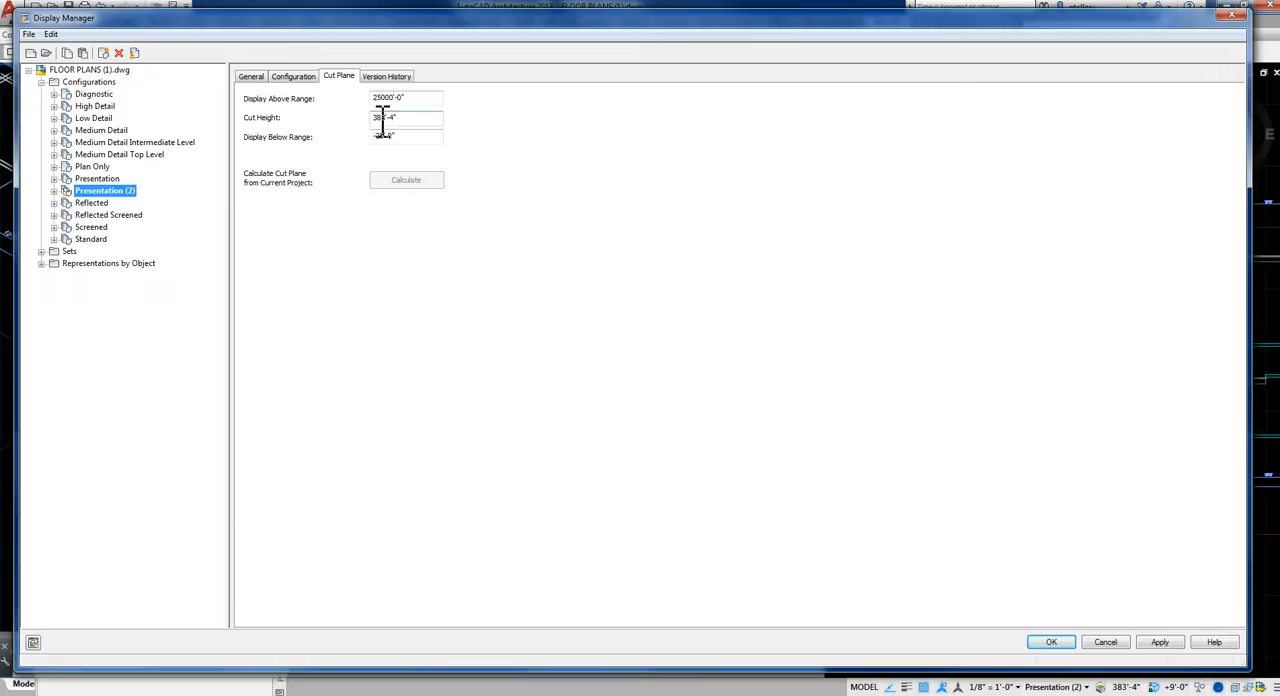 Display Manager
File Edit
FLOOR PLANS (1).dwg
Configurations
Diagnostic
High Detail
Low Detail
Medium Detail
Medium Detail Intermediate Level
Medium Detail Top Level
Plan Only
Presentation
Presentation (2)
Reflected
Reflected Screened
Screened
Standard
Sets
Representations by Object
General Configuration Cut Plane Version History
Display Above Range: 25000'-0"
Cut Height: 383'-4"
Display Below Range:
Calculate Cut Plane
from Current Project:
Calculate
OK Cancel Apply Help
Mode
MODEL 1/8" = 1'-0" Presentation (2) 383'-4" +9'-0"